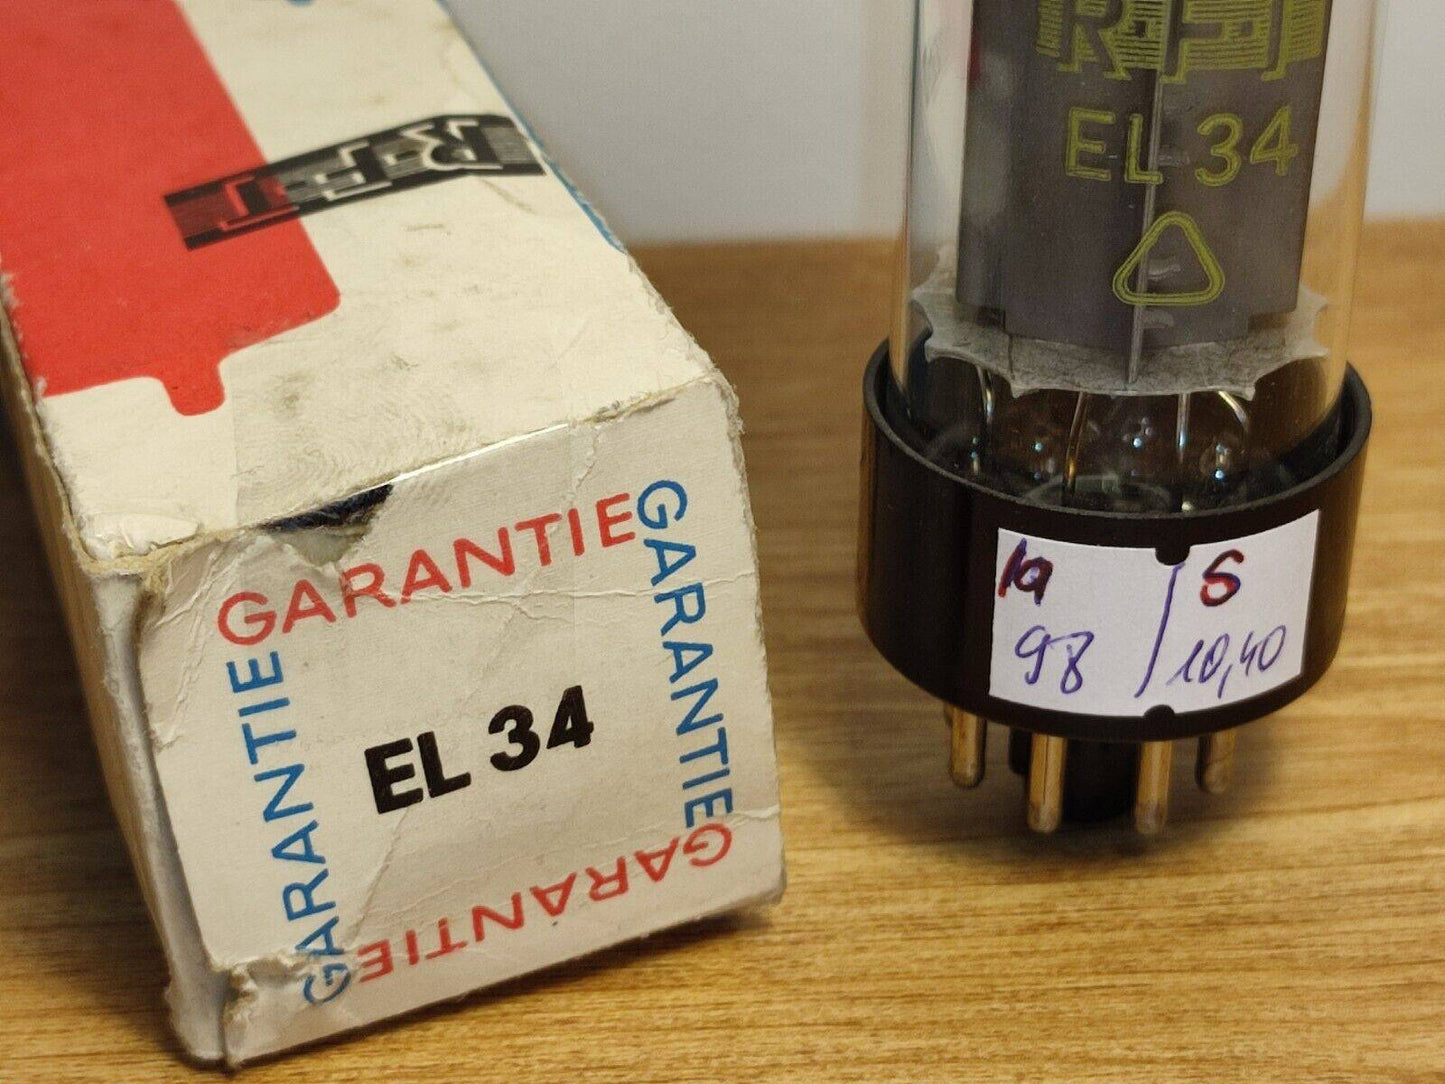 RFT
GARANTIE
GARANTIE
GARANTIE
GARANTIE
EL 34
RFT
EL 34
Ia / S
98 10,40